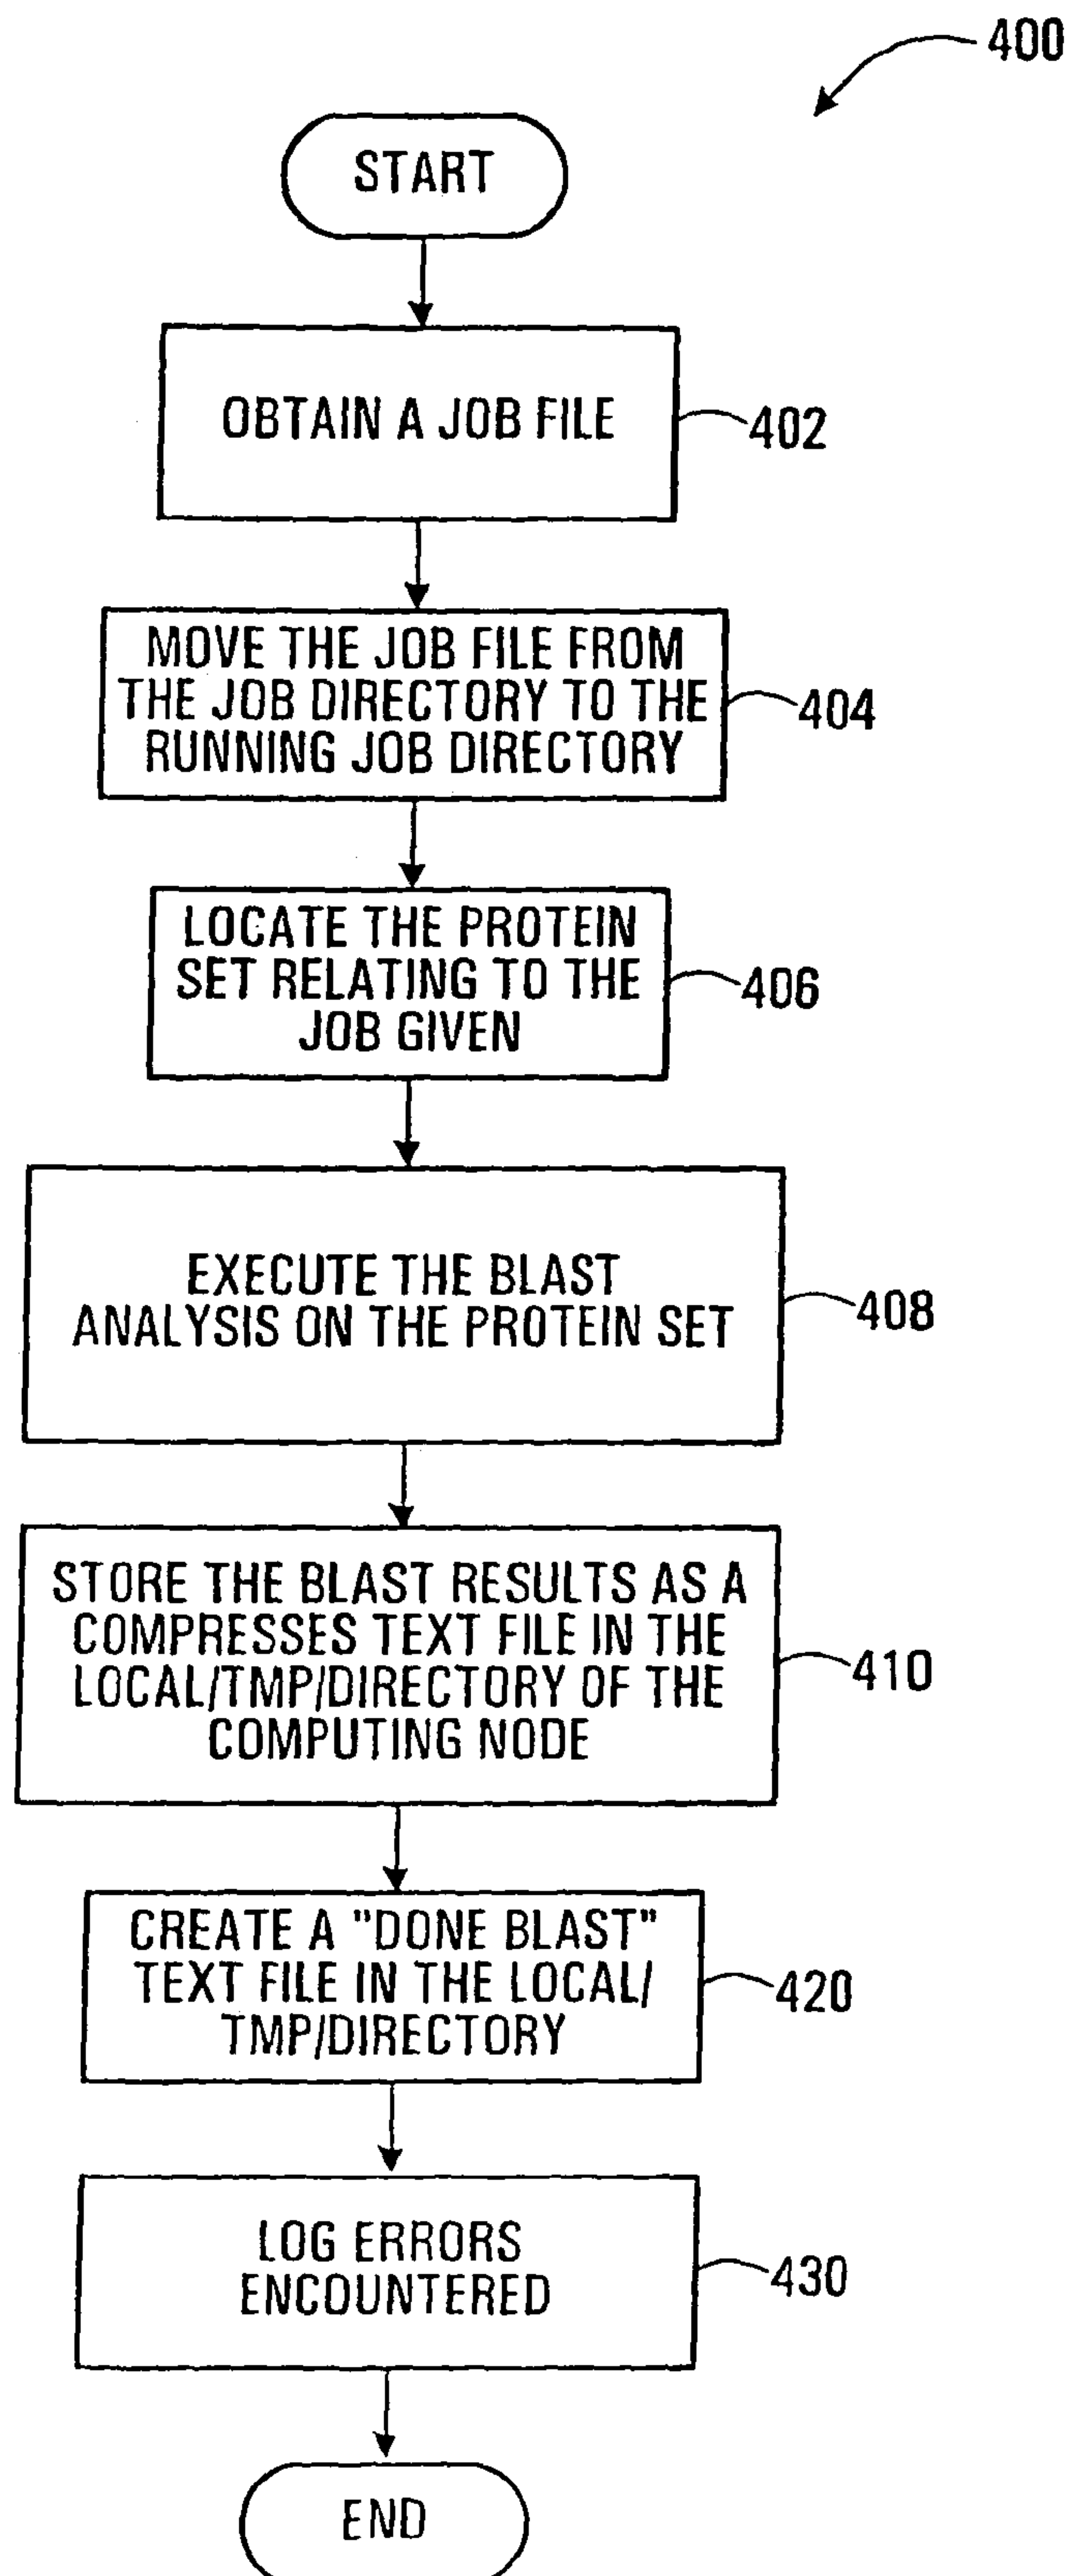 400
START
OBTAIN A JOB FILE
402
MOVE THE JOB FILE FROM
THE JOB DIRECTORY TO THE
RUNNING JOB DIRECTORY
404
LOCATE THE PROTEIN
SET RELATING TO THE
JOB GIVEN
406
EXECUTE THE BLAST
ANALYSIS ON THE PROTEIN SET
408
STORE THE BLAST RESULTS AS A
COMPRESSES TEXT FILE IN THE
LOCAL/TMP/DIRECTORY OF THE
COMPUTING NODE
410
CREATE A "DONE BLAST"
TEXT FILE IN THE LOCAL/
TMP/DIRECTORY
420
LOG ERRORS
ENCOUNTERED
430
END